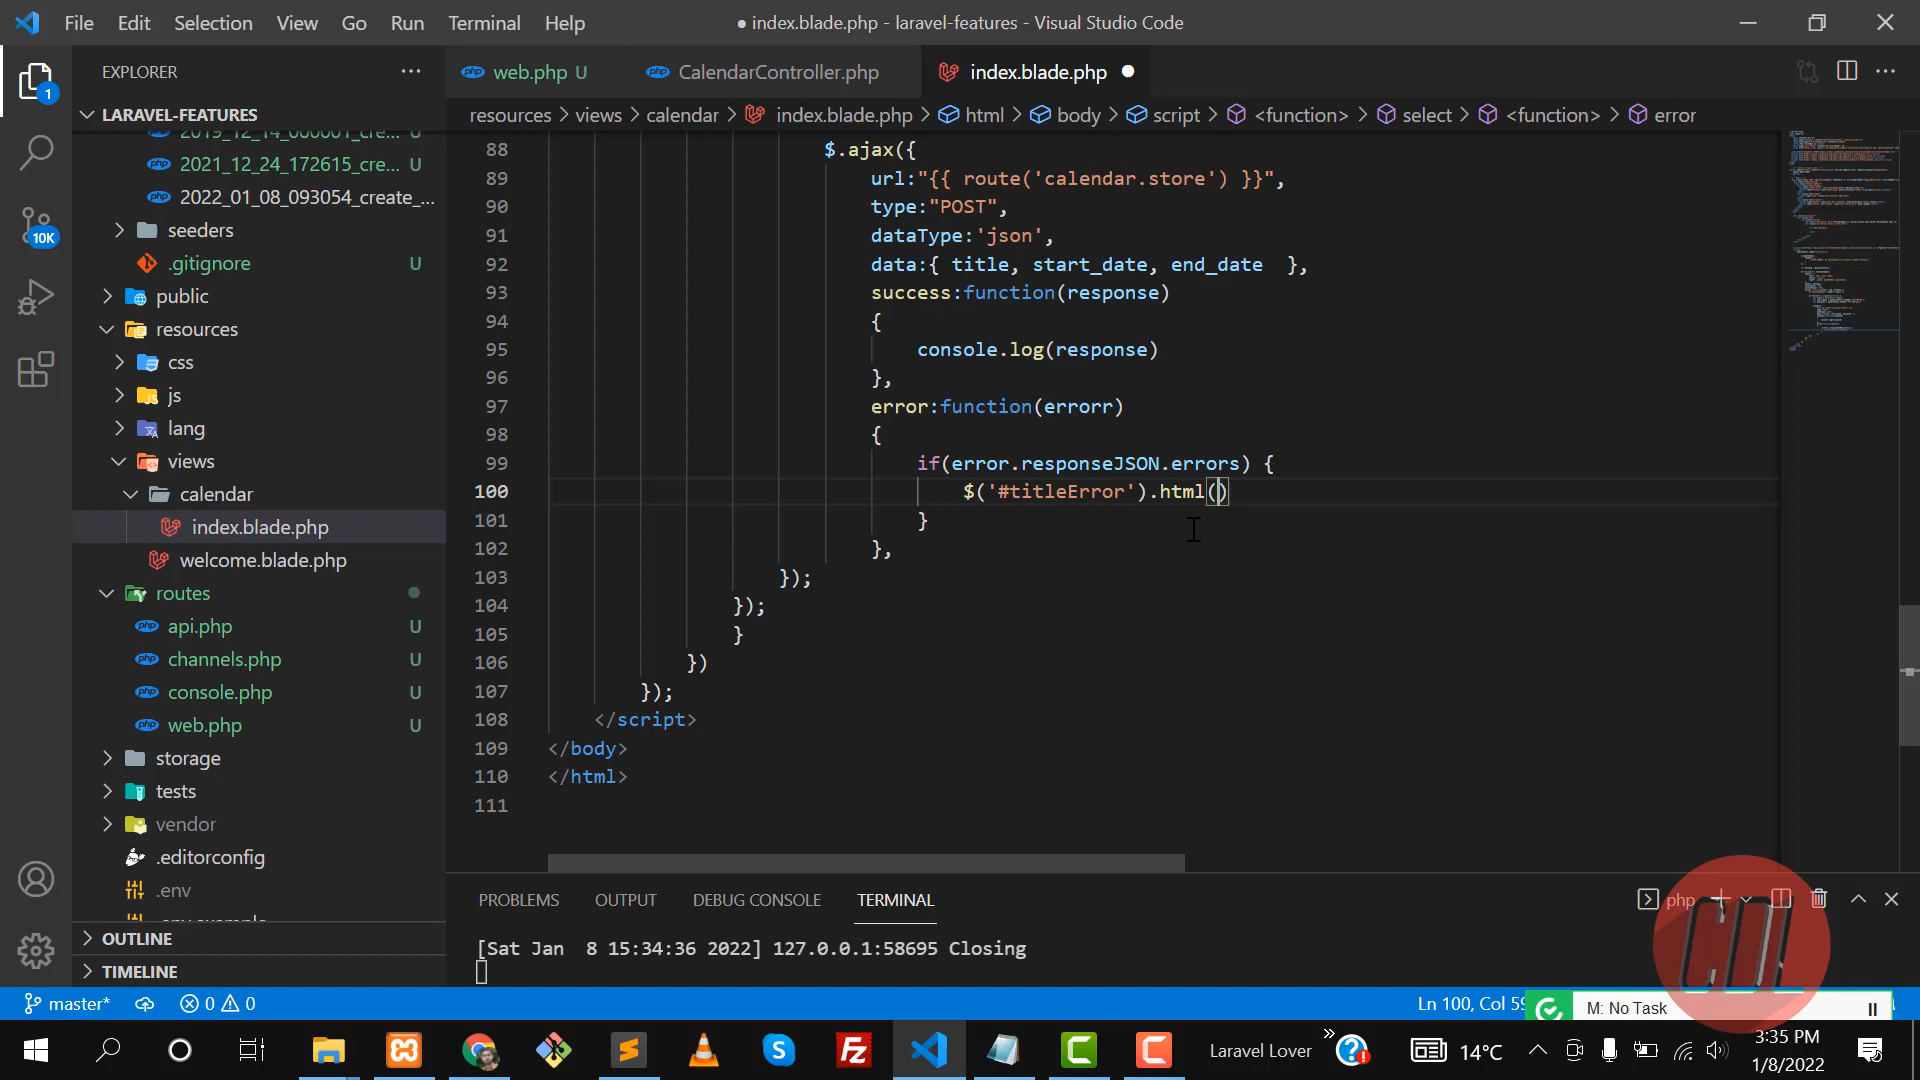 File Edit Selection View Go Run Terminal Help
● index.blade.php - laravel-features - Visual Studio Code
EXPLORER
web.php U
CalendarController.php
index.blade.php
LARAVEL-FEATURES
resources > views > calendar > index.blade.php > html > body > script > <function> > select > <function> > error
2019_12_14_000001_cre...
2021_12_24_172615_cre...
2022_01_08_093054_create_...
seeders
.gitignore U
public
resources
css
js
lang
views
calendar
index.blade.php
welcome.blade.php
routes
api.php U
channels.php U
console.php U
web.php U
storage
tests
vendor
.editorconfig
.env
OUTLINE
TIMELINE
1
10K
88 $.ajax({
89 url:"{{ route('calendar.store') }}",
90 type:"POST",
91 dataType:'json',
92 data:{ title, start_date, end_date  },
93 success:function(response)
94 {
95 console.log(response)
96 },
97 error:function(errorr)
98 {
99 if(error.responseJSON.errors) {
100 $('#titleError').html()
101 }
102 },
103 });
104 });
105 }
106 })
107 });
108 </script>
109 </body>
110 </html>
111
PROBLEMS OUTPUT DEBUG CONSOLE TERMINAL
php
[Sat Jan  8 15:34:36 2022] 127.0.0.1:58695 Closing
CDL
master* 0 0
Ln 100, Col 59
M: No Task
Laravel Lover
14°C
3:35 PM
1/8/2022